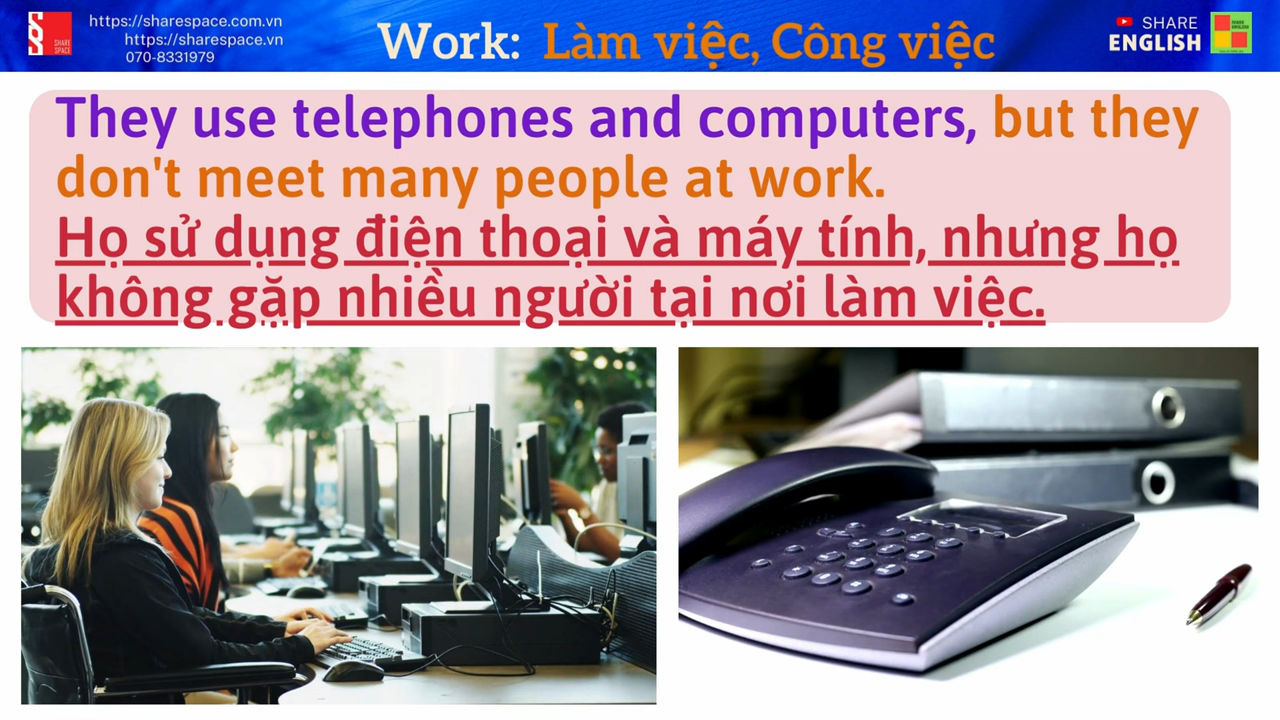 SHARE
SPACE
https://sharespace.com.vn
https://sharespace.vn
070-8331979
Work: Làm việc, Công việc
SHARE
ENGLISH
They use telephones and computers, but they
don't meet many people at work.
Họ sử dụng điện thoại và máy tính, nhưng họ
không gặp nhiều người tại nơi làm việc.